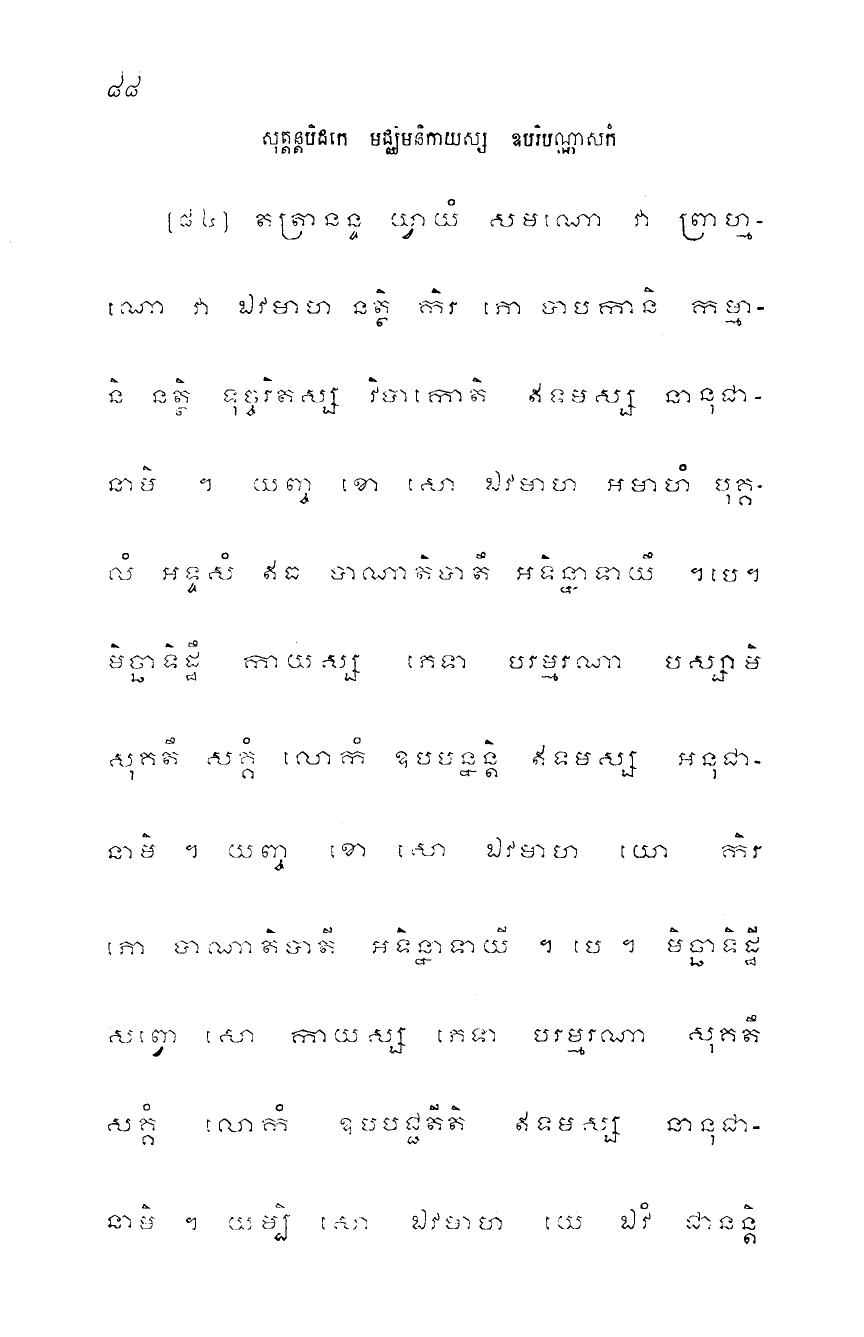 ៨៨
សុត្តន្តបិដកេ មជ្ឈិមនិកាយស្ស ឧបរិបណ្ណាសកំ
[៨៤] តត្រានន្ទ យ្វាយំ សមណោ វា ព្រាហ្ម-
ណោ វា ឯវមាហ នត្ថិ កិរ ភោ បាបកានិ កម្មា-
និ នត្ថិ ទុច្ចរិតស្ស វិបាកោតិ ឥទមស្ស នានុជា-
នាមិ ។ យញ្ច ខោ សោ ឯវមាហ អមាហំ បុគ្គ-
លំ អទ្ទសំ ឥធ បាណាតិបាតឹ អទិន្នាទាយឹ ។បេ។
មិច្ឆាទិដ្ឋឹ កាយស្ស ភេទា បរម្មរណា បស្សាមិ
សុគតឹ សគ្គំ លោកំ ឧបបន្នន្តិ ឥទមស្ស អនុជា-
នាមិ ។ យញ្ច ខោ សោ ឯវមាហ យោ កិរ
ភោ បាណាតិបាតី អទិន្នាទាយី ។ បេ ។ មិច្ឆាទិដ្ឋី
សព្វោ សោ កាយស្ស ភេទា បរម្មរណា សុគតឹ
សគ្គំ លោកំ ឧបបជ្ជតីតិ ឥទមស្ស នានុជា-
នាមិ ។ យម្បិ សោ ឯវមាហ យេ ឯវំ ជានន្តិ